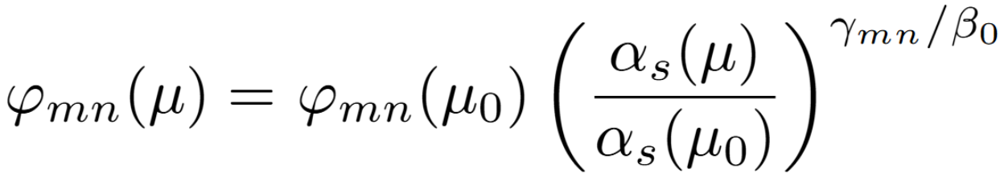 φ_{mn}(μ) = φ_{mn}(μ_0) (α_s(μ) / α_s(μ_0))^{γ_{mn}/β_0}